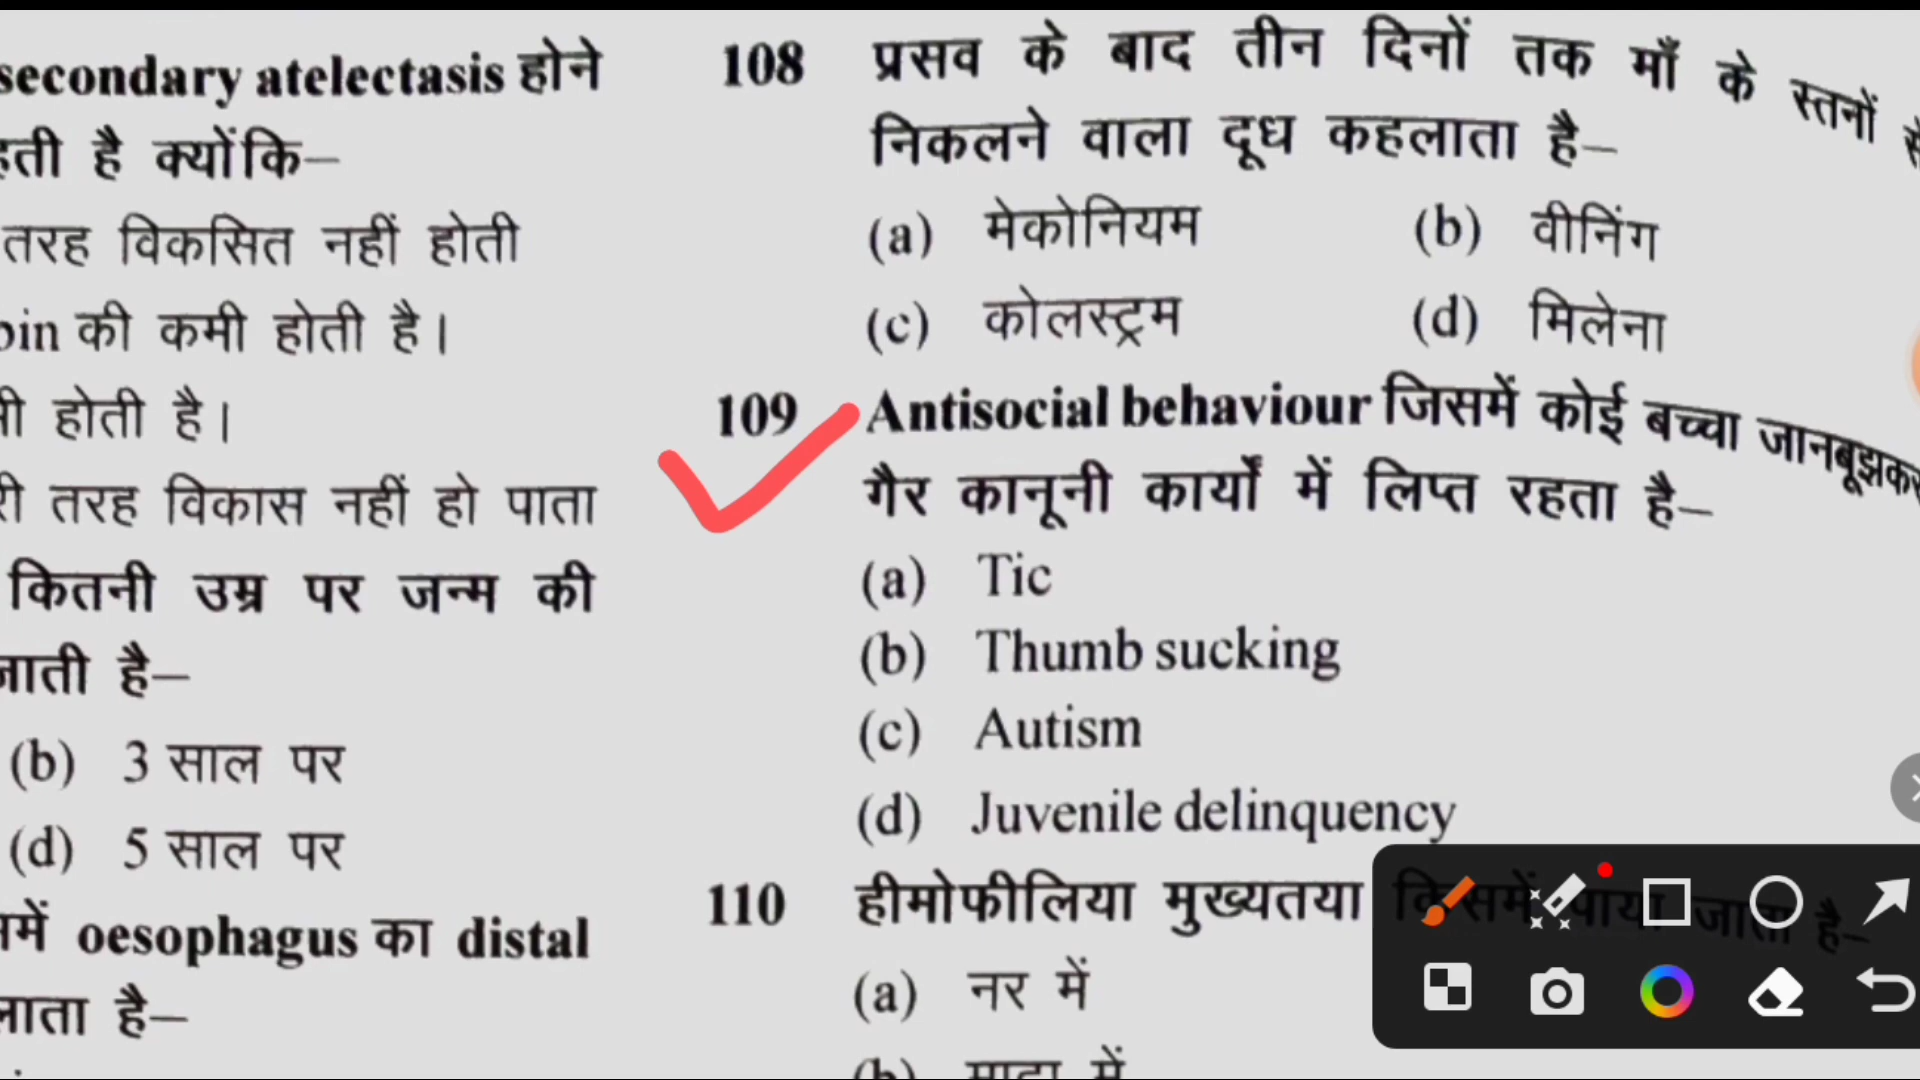 secondary atelectasis होने
है क्योंकि–
तरह विकसित नहीं होती
की कमी होती है।
होती है।
तरह विकास नहीं हो पाता
कितनी उम्र पर जन्म की
है–
(b) 3 साल पर
(d) 5 साल पर
oesophagus का distal
है–
108 प्रसव के बाद तीन दिनों तक माँ के स्तनों से
निकलने वाला दूध कहलाता है–
(a) मेकोनियम (b) वीनिंग
(c) कोलस्ट्रम (d) मिलेना
109 Antisocial behaviour जिसमें कोई बच्चा जानबूझकर
गैर कानूनी कार्यों में लिप्त रहता है–
(a) Tic
(b) Thumb sucking
(c) Autism
(d) Juvenile delinquency
110 हीमोफीलिया मुख्यतया किसमें पाया जाता है–
(a) नर में
(b) मादा में